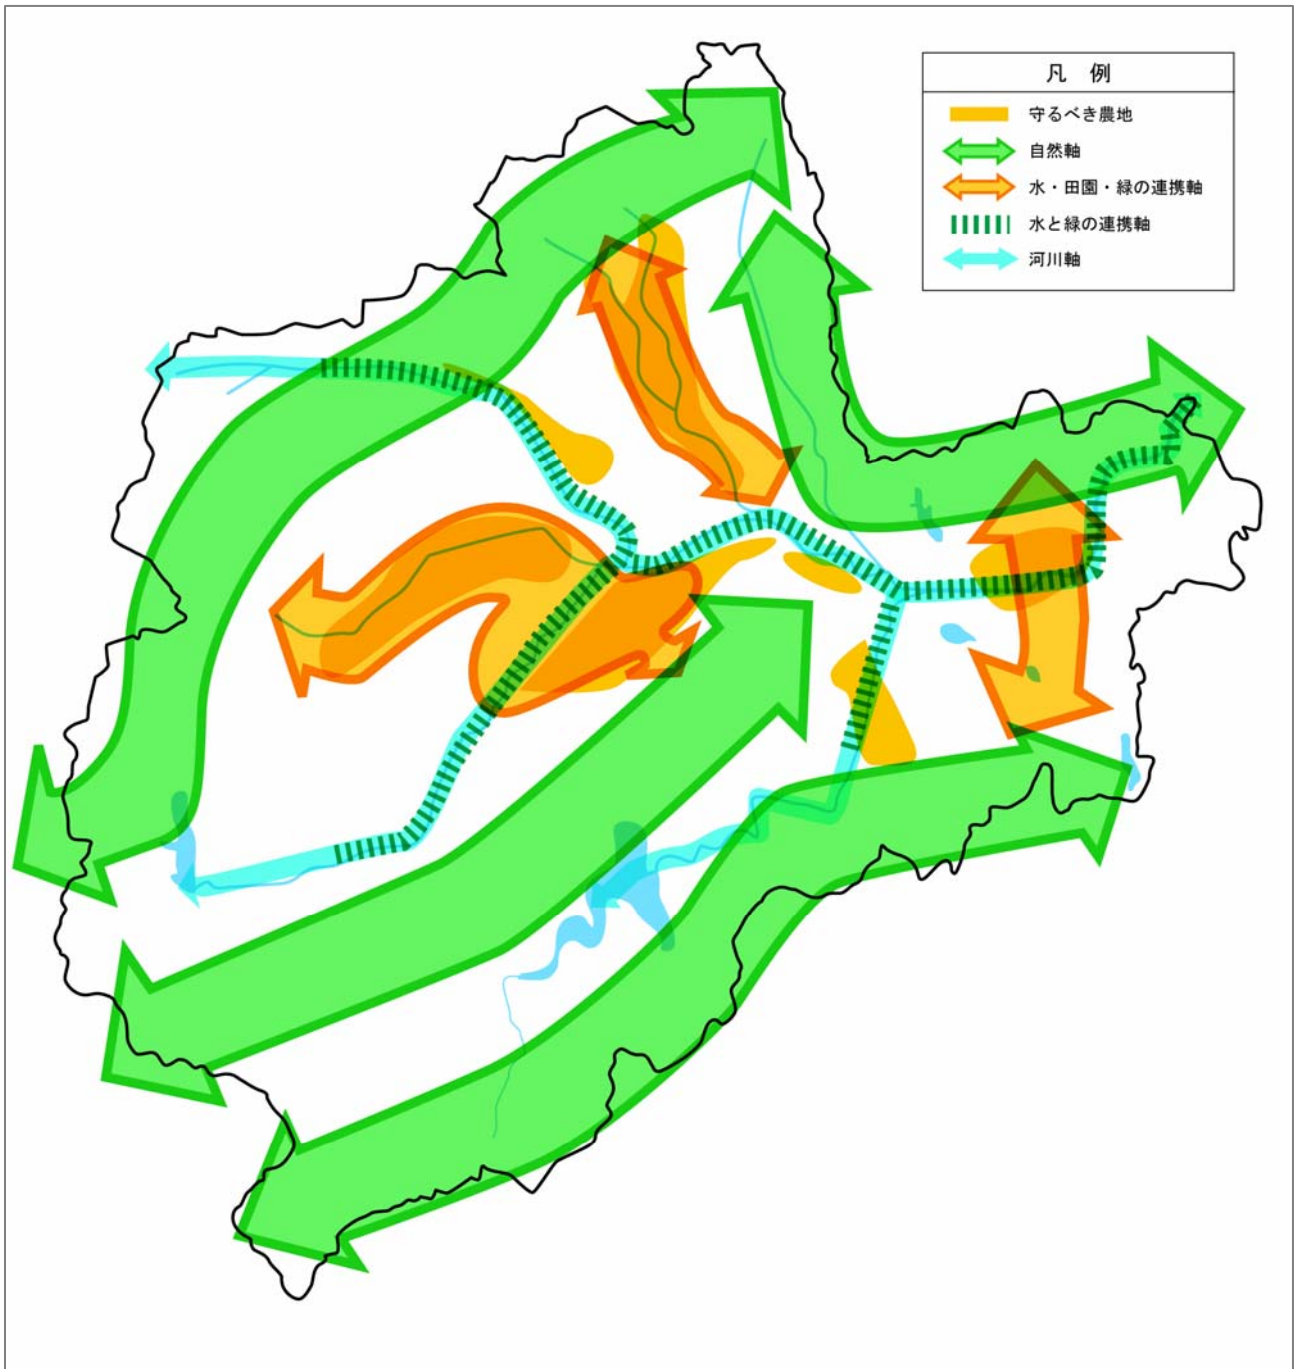 凡 例
守るべき農地
自然軸
水・田園・緑の連携軸
水と緑の連携軸
河川軸